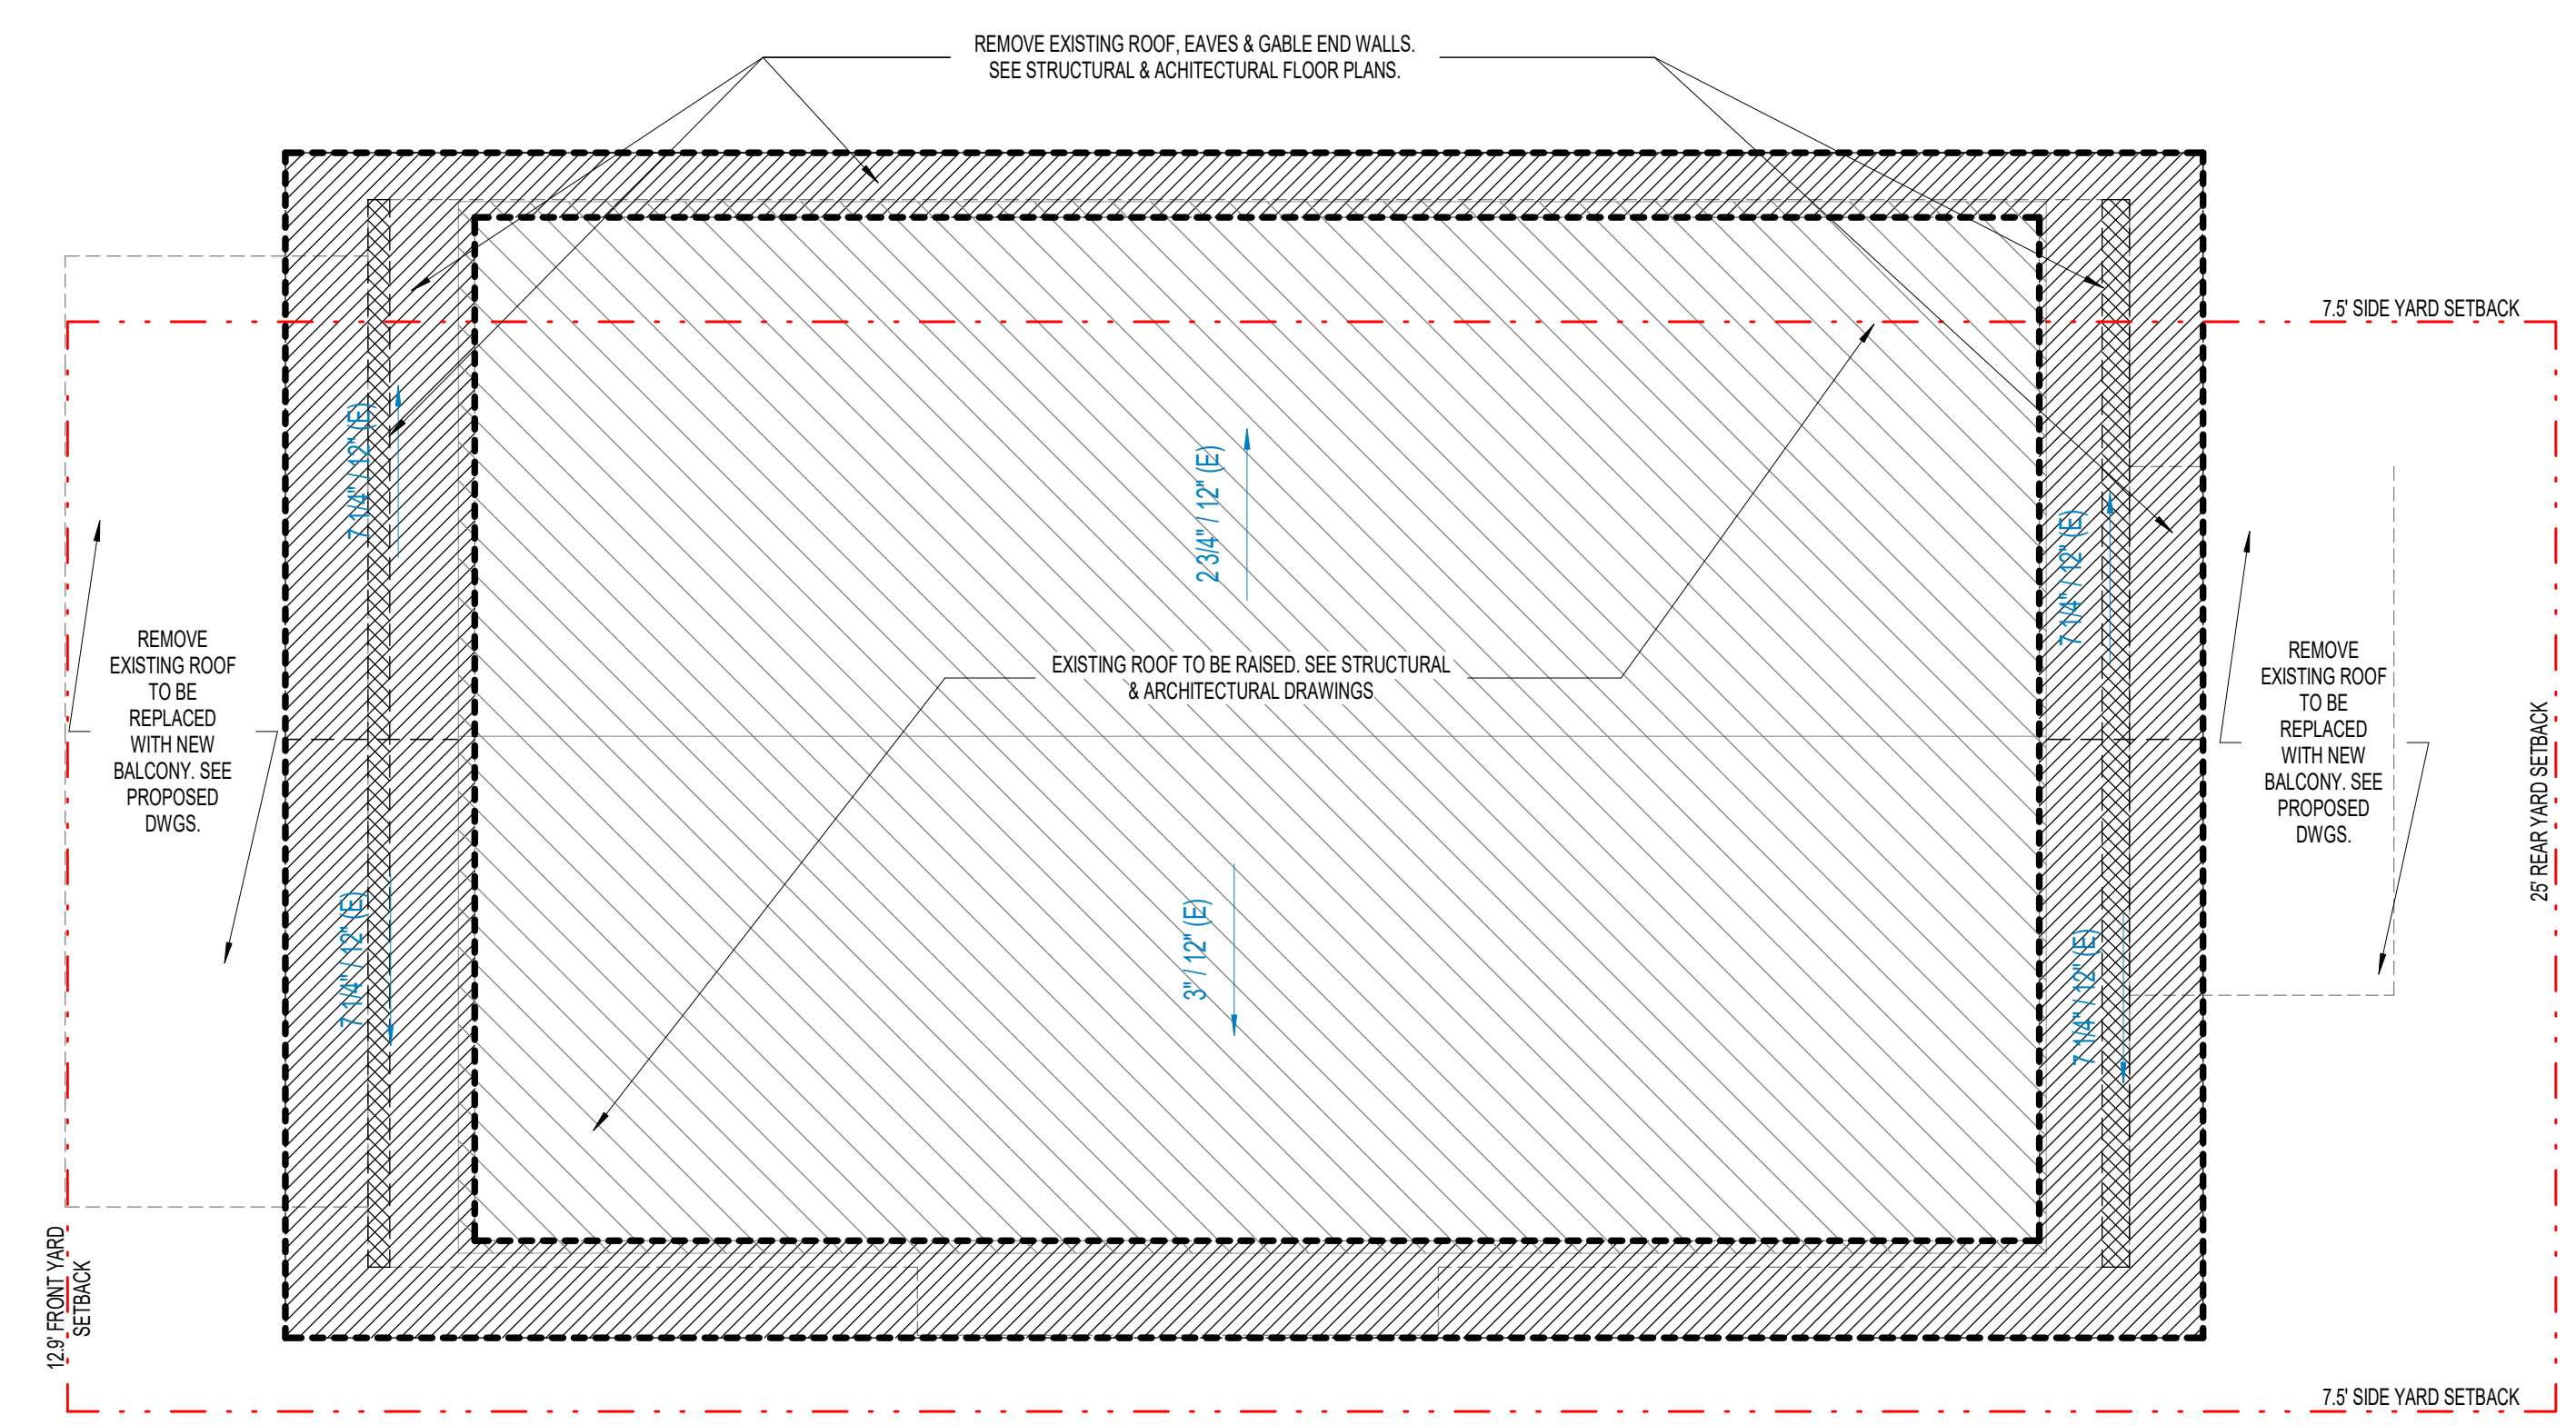 REMOVE EXISTING ROOF, EAVES & GABLE END WALLS.
SEE STRUCTURAL & ACHITECTURAL FLOOR PLANS.
7.5' SIDE YARD SETBACK
7 1/4" / 12" (E)
2 3/4" / 12" (E)
7 1/4" / 12" (E)
REMOVE
EXISTING ROOF
TO BE
REPLACED
WITH NEW
BALCONY. SEE
PROPOSED
DWGS.
EXISTING ROOF TO BE RAISED. SEE STRUCTURAL
& ARCHITECTURAL DRAWINGS
REMOVE
EXISTING ROOF
TO BE
REPLACED
WITH NEW
BALCONY. SEE
PROPOSED
DWGS.
25' REAR YARD SETBACK
7 1/4" / 12" (E)
3" / 12" (E)
7 1/4" / 12" (E)
12.9' FRONT YARD
SETBACK
7.5' SIDE YARD SETBACK